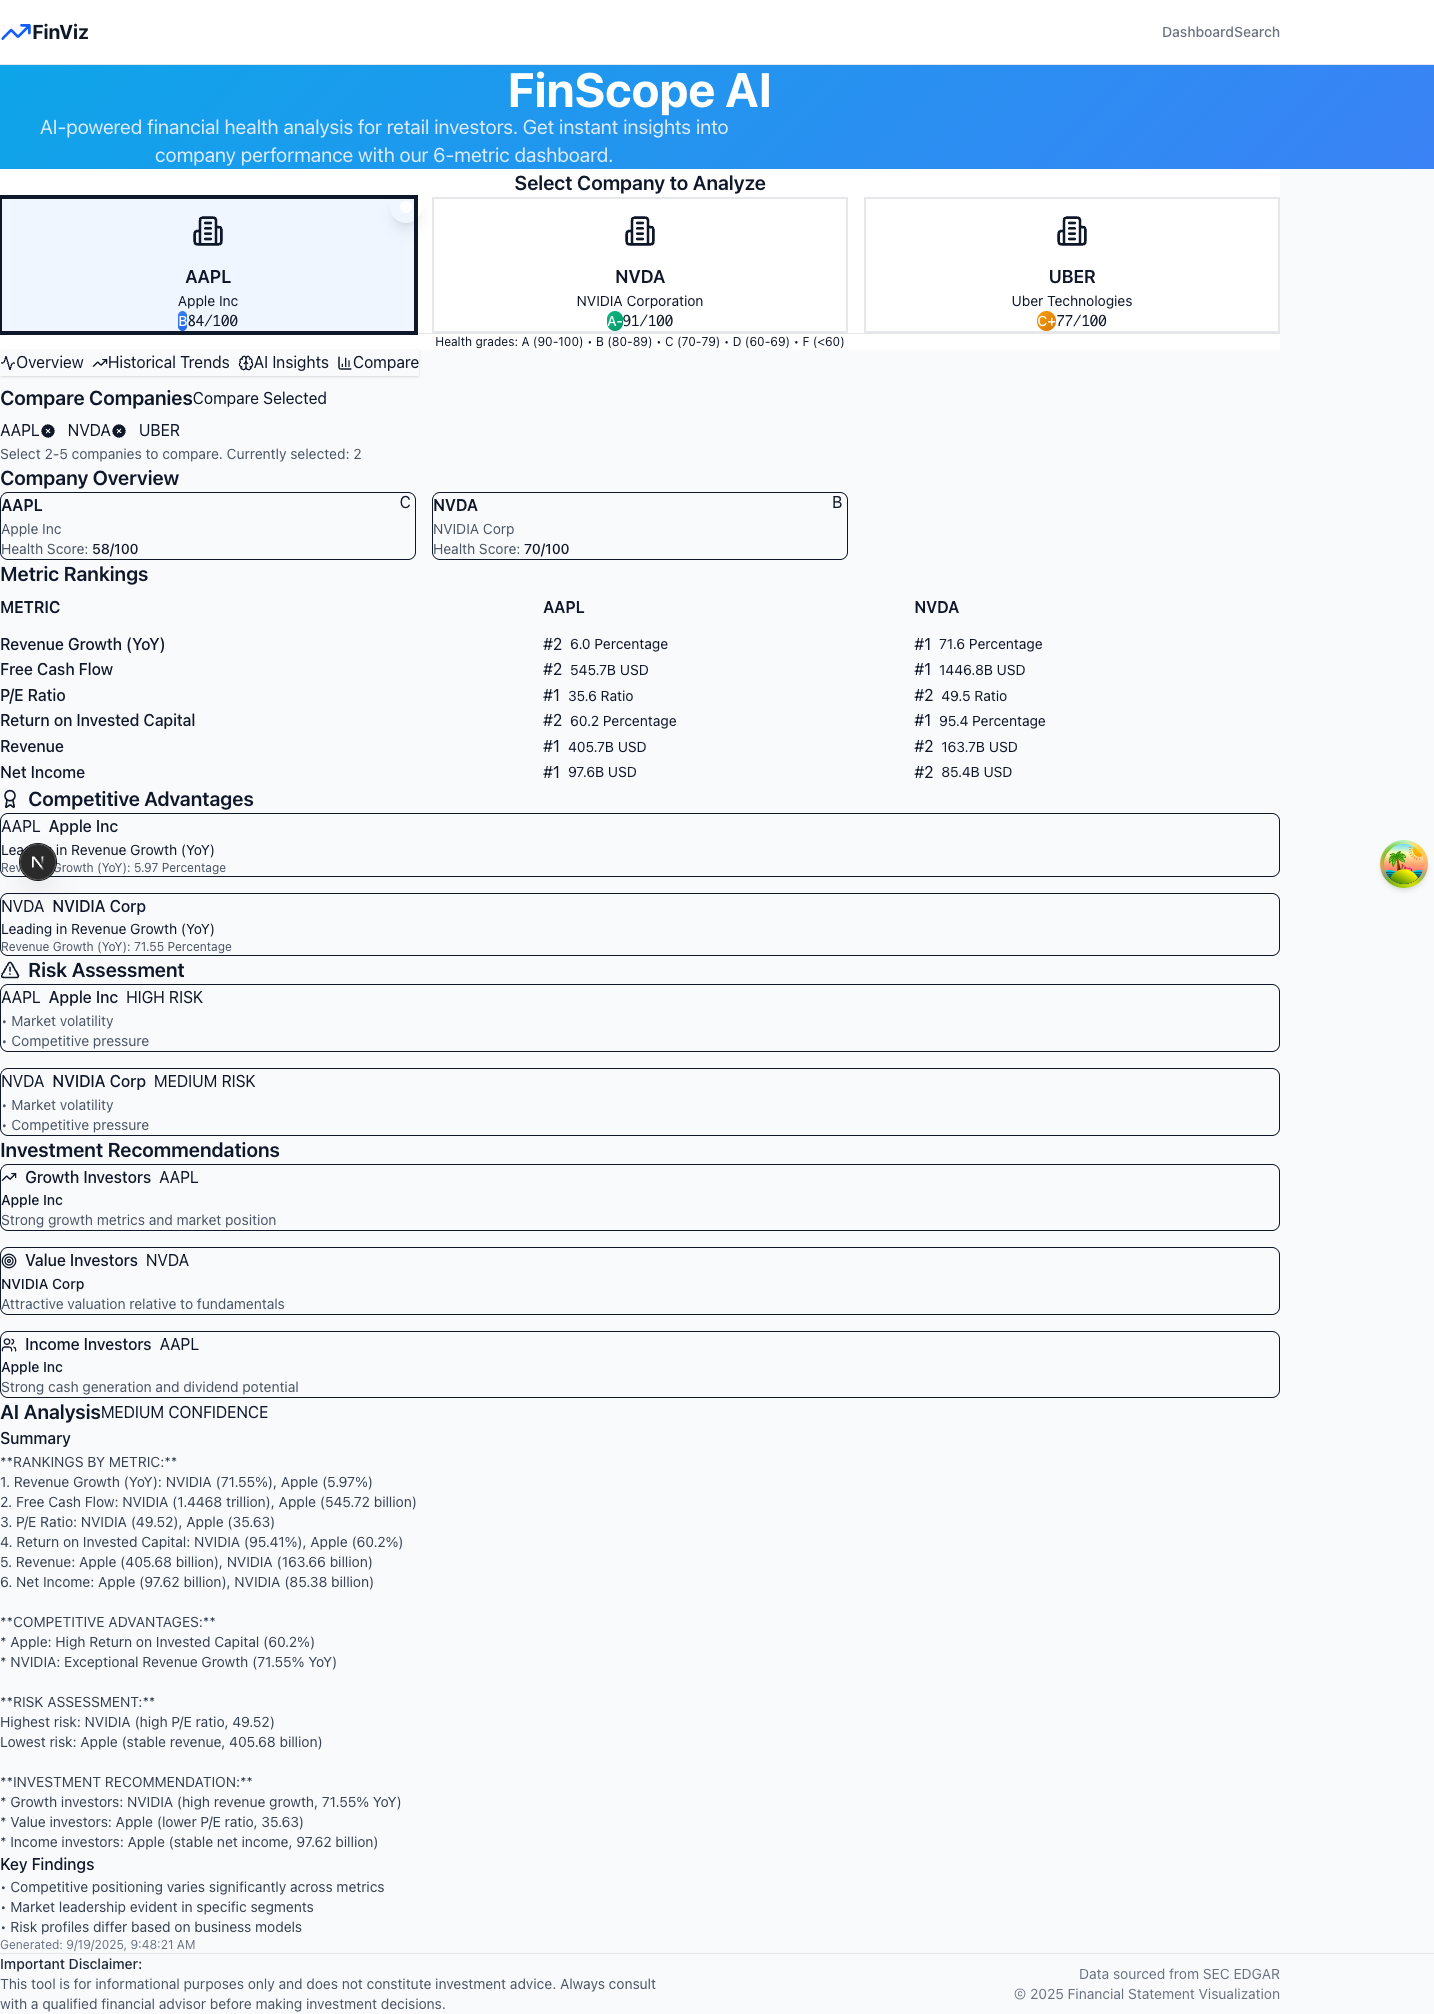 FinViz
Dashboard Search
FinScope AI
AI-powered financial health analysis for retail investors. Get instant insights into
company performance with our 6-metric dashboard.
Select Company to Analyze
AAPL
Apple Inc
B 84/100
NVDA
NVIDIA Corporation
A- 91/100
UBER
Uber Technologies
C+ 77/100
Health grades: A (90-100) • B (80-89) • C (70-79) • D (60-69) • F (<60)
Overview Historical Trends AI Insights Compare
Compare Companies Compare Selected
AAPL NVDA UBER
Select 2-5 companies to compare. Currently selected: 2
Company Overview
AAPL C
Apple Inc
Health Score: 58/100
NVDA B
NVIDIA Corp
Health Score: 70/100
Metric Rankings
METRIC AAPL NVDA
Revenue Growth (YoY) #2 6.0 Percentage #1 71.6 Percentage
Free Cash Flow #2 545.7B USD #1 1446.8B USD
P/E Ratio #1 35.6 Ratio #2 49.5 Ratio
Return on Invested Capital #2 60.2 Percentage #1 95.4 Percentage
Revenue #1 405.7B USD #2 163.7B USD
Net Income #1 97.6B USD #2 85.4B USD
Competitive Advantages
AAPL Apple Inc
in Revenue Growth (YoY)
Growth (YoY): 5.97 Percentage
N
NVDA NVIDIA Corp
Leading in Revenue Growth (YoY)
Revenue Growth (YoY): 71.55 Percentage
Risk Assessment
AAPL Apple Inc HIGH RISK
• Market volatility
• Competitive pressure
NVDA NVIDIA Corp MEDIUM RISK
• Market volatility
• Competitive pressure
Investment Recommendations
Growth Investors AAPL
Apple Inc
Strong growth metrics and market position
Value Investors NVDA
NVIDIA Corp
Attractive valuation relative to fundamentals
Income Investors AAPL
Apple Inc
Strong cash generation and dividend potential
AI Analysis MEDIUM CONFIDENCE
Summary
**RANKINGS BY METRIC:**
1. Revenue Growth (YoY): NVIDIA (71.55%), Apple (5.97%)
2. Free Cash Flow: NVIDIA (1.4468 trillion), Apple (545.72 billion)
3. P/E Ratio: NVIDIA (49.52), Apple (35.63)
4. Return on Invested Capital: NVIDIA (95.41%), Apple (60.2%)
5. Revenue: Apple (405.68 billion), NVIDIA (163.66 billion)
6. Net Income: Apple (97.62 billion), NVIDIA (85.38 billion)
**COMPETITIVE ADVANTAGES:**
* Apple: High Return on Invested Capital (60.2%)
* NVIDIA: Exceptional Revenue Growth (71.55% YoY)
**RISK ASSESSMENT:**
Highest risk: NVIDIA (high P/E ratio, 49.52)
Lowest risk: Apple (stable revenue, 405.68 billion)
**INVESTMENT RECOMMENDATION:**
* Growth investors: NVIDIA (high revenue growth, 71.55% YoY)
* Value investors: Apple (lower P/E ratio, 35.63)
* Income investors: Apple (stable net income, 97.62 billion)
Key Findings
• Competitive positioning varies significantly across metrics
• Market leadership evident in specific segments
• Risk profiles differ based on business models
Generated: 9/19/2025, 9:48:21 AM
Important Disclaimer:
This tool is for informational purposes only and does not constitute investment advice. Always consult
with a qualified financial advisor before making investment decisions.
Data sourced from SEC EDGAR
© 2025 Financial Statement Visualization